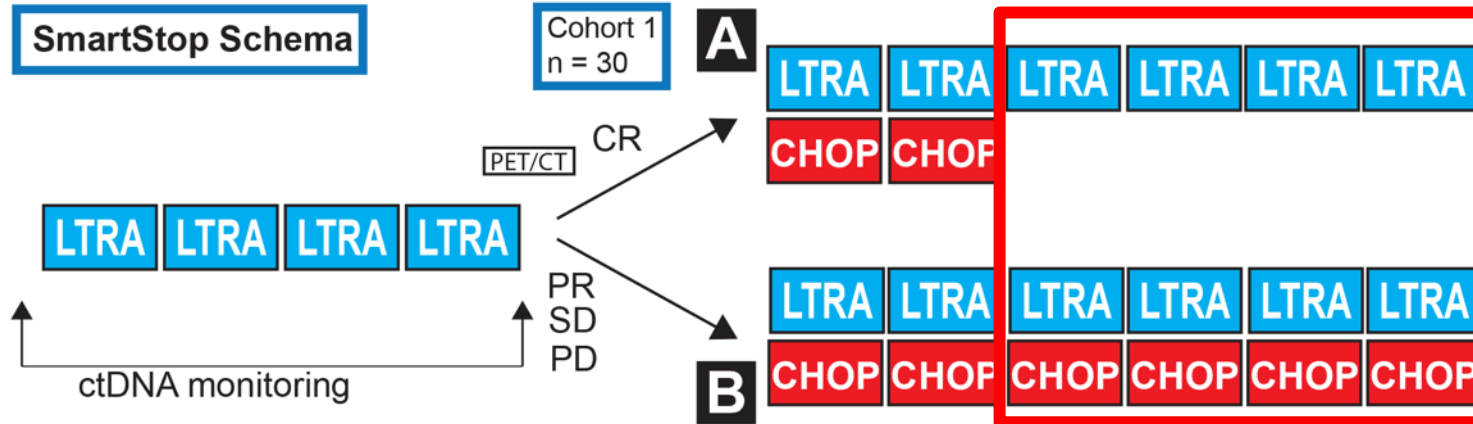 SmartStop Schema
Cohort 1
n = 30
A
LTRA LTRA LTRA LTRA LTRA LTRA
CHOP CHOP
PET/CT
CR
LTRA LTRA LTRA LTRA
PR
SD
PD
ctDNA monitoring
LTRA LTRA LTRA LTRA LTRA LTRA
CHOP CHOP CHOP CHOP CHOP CHOP
B